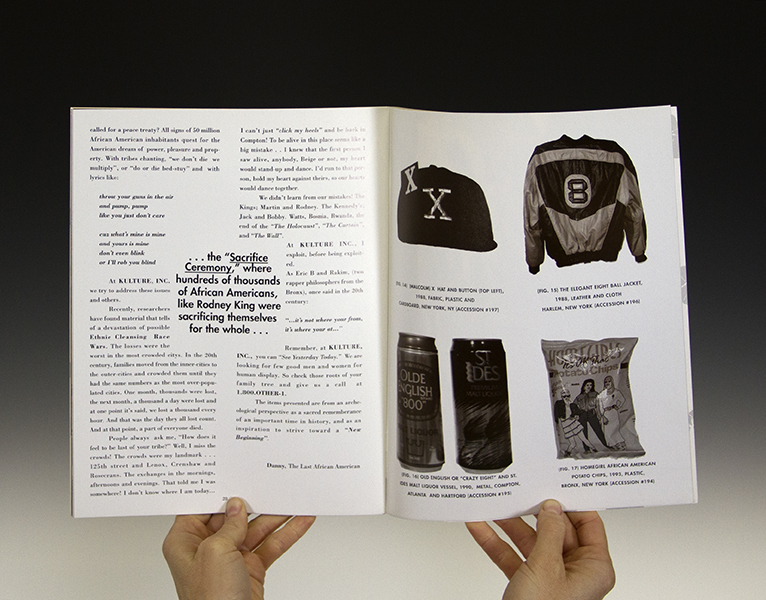 called for a peace treaty? All signs of 50 million
African American inhabitants quest for the
American dream of power, pleasure and prop-
erty. With tribes chanting, "we don't die we
multiply", or "do or die bed-stuy" and with
lyrics like:
throw your guns in the air
and pump, pump
like you just don't care
cuz what's mine is mine
and yours is mine
don't even blink
or I'll rob you blind
At KULTURE INC.,
we try to address these issues
and others.
Recently, researchers
have found material that tells
of a devastation of possible
Ethnic Cleansing Race
Wars. The losses were the
worst in the most crowded citys. In the 20th
century, families moved from the inner-cities to
the outer-cities and crowded them until they
had the same numbers as the most over-popu-
lated cities. One month, thousands were lost,
the next month, a thousand a day were lost and
at one point it's said, we lost a thousand every
hour. And that was the day they all lost count.
And at that point, a part of everyone died.
People always ask me, "How does it
feel to be last of your tribe?" Well, I miss the
crowds! The crowds were my landmark . . .
125th street and Lenox, Crenshaw and
Rosecrans. The exchanges in the mornings,
afternoons and evenings. That told me I was
somewhere! I don't know where I am today...
. . . the "Sacrifice
Ceremony," where
hundreds of thousands
of African Americans,
like Rodney King were
sacrificing themselves
for the whole . . .
I can't just "click my heels" and be back in
Compton! To be alive in this place seems like a
big mistake . . I knew that the first person I
saw alive, anybody, Beige or not, my heart
would stand up and dance. I'd run to that per-
son, hold my heart against theirs, so our hearts
would dance together.
We didn't learn from our mistakes! The
Kings; Martin and Rodney. The Kennedy's;
Jack and Bobby. Watts, Bosnia, Rwanda, the
end of the "The Holocaust", "The Curtain",
and "The Wall".
At KULTURE INC., I
exploit, before being exploit-
ed.
As Eric B and Rakim, (two
rapper philosophers from the
Bronx), once said in the 20th
century:
"...it's not where your from,
it's where your at..."
Remember, at KULTURE,
INC., you can "See Yesterday Today." We are
looking for few good men and women for
human display. So check those roots of your
family tree and give us a call at
1.800.OTHER-1.
The items presented are from an arche-
ological perspective as a sacred remembrance
of an important time in history, and as an
inspiration to strive toward a "New
Beginning".
Danny, The Last African American
X
X
(FIG. 14) (MALCOLM) X HAT AND BUTTON (TOP LEFT),
1988, FABRIC, PLASTIC AND
CARDBOARD, NEW YORK, NY (ACCESSION #197)
8
(FIG. 15) THE ELEGANT EIGHT BALL JACKET,
1988, LEATHER AND CLOTH
HARLEM, NEW YORK (ACCESSION #196)
OLDE
ENGLISH
"800"
ST.
IDES
(FIG. 16) OLD ENGLISH OR "CRAZY EIGHT" AND ST.
IDES MALT LIQUOR VESSEL, 1990, METAL, COMPTON,
ATLANTA AND HARTFORD (ACCESSION #195)
Potato Chips
(FIG. 17) HOMEGIRL AFRICAN AMERICAN
POTATO CHIPS, 1993, PLASTIC,
BRONX, NEW YORK (ACCESSION #194)